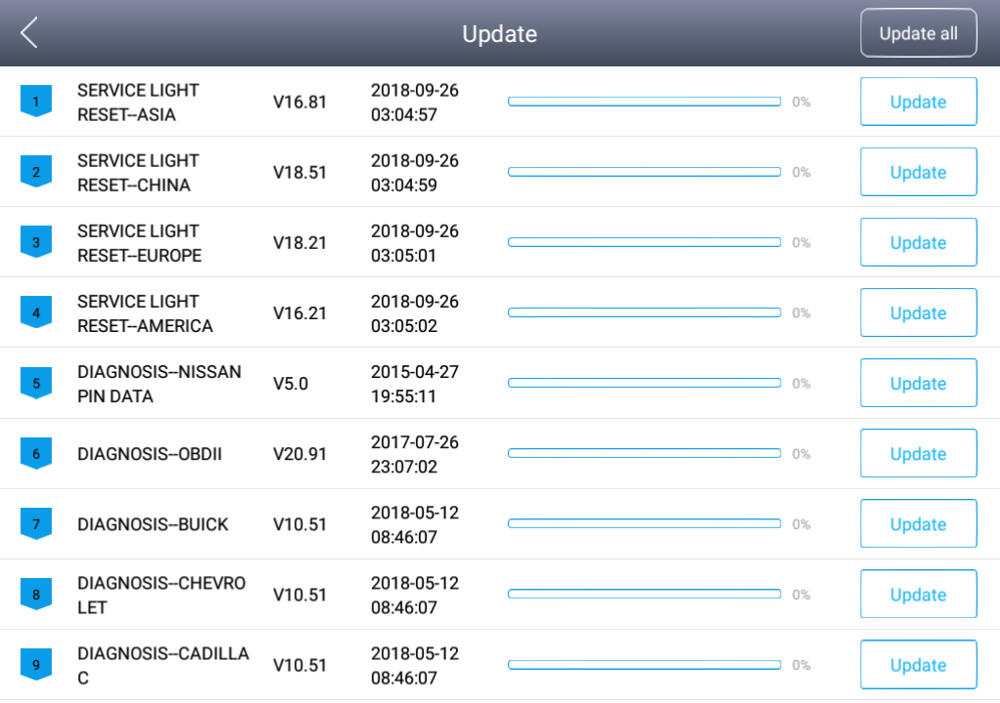 Update
Update all
1
SERVICE LIGHT
RESET--ASIA
V16.81
2018-09-26
03:04:57
0%
Update
2
SERVICE LIGHT
RESET--CHINA
V18.51
2018-09-26
03:04:59
0%
Update
3
SERVICE LIGHT
RESET--EUROPE
V18.21
2018-09-26
03:05:01
0%
Update
4
SERVICE LIGHT
RESET--AMERICA
V16.21
2018-09-26
03:05:02
0%
Update
5
DIAGNOSIS--NISSAN
PIN DATA
V5.0
2015-04-27
19:55:11
0%
Update
6
DIAGNOSIS--OBDII
V20.91
2017-07-26
23:07:02
0%
Update
7
DIAGNOSIS--BUICK
V10.51
2018-05-12
08:46:07
0%
Update
8
DIAGNOSIS--CHEVRO
LET
V10.51
2018-05-12
08:46:07
0%
Update
9
DIAGNOSIS--CADILLA
C
V10.51
2018-05-12
08:46:07
0%
Update